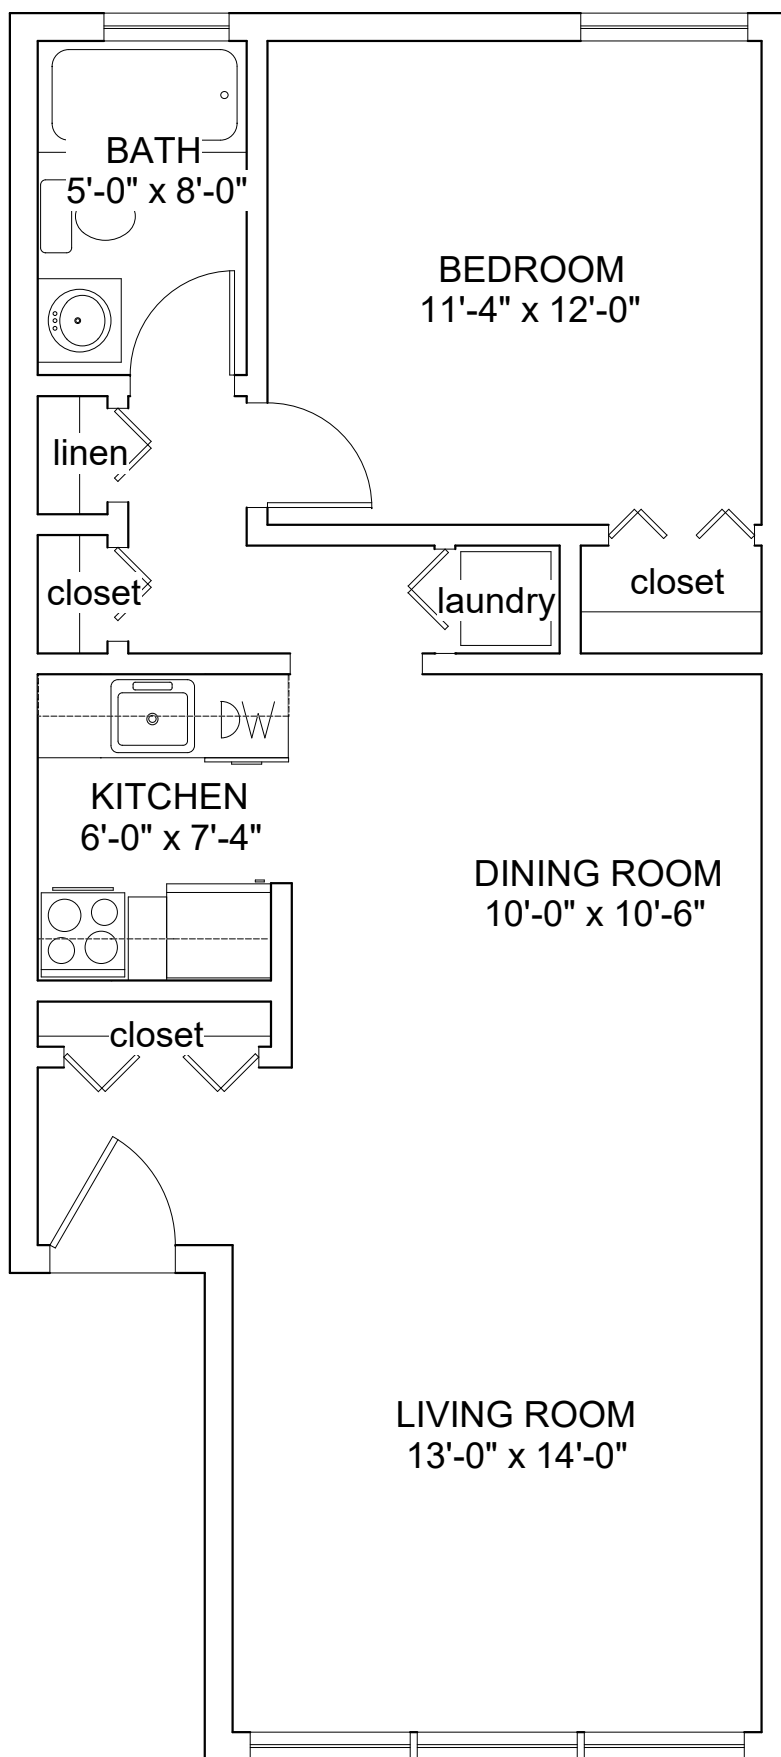 BATH
5'-0" x 8'-0"
BEDROOM
11'-4" x 12'-0"
linen
closet
laundry
closet
DW
KITCHEN
6'-0" x 7'-4"
DINING ROOM
10'-0" x 10'-6"
closet
LIVING ROOM
13'-0" x 14'-0"